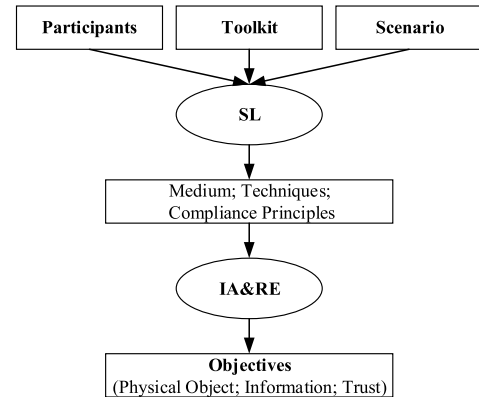 Participants
Toolkit
Scenario
SL
Medium; Techniques;
Compliance Principles
IA&RE
Objectives
(Physical Object; Information; Trust)